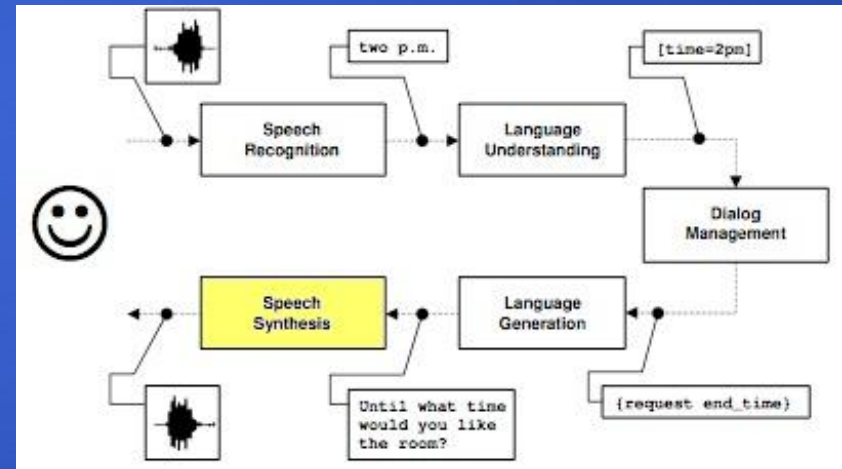 two p.m.
[time=2pm]
Speech
Recognition
Language
Understanding
Dialog
Management
Speech
Synthesis
Language
Generation
Until what time
would you like
the room?
{request end_time}